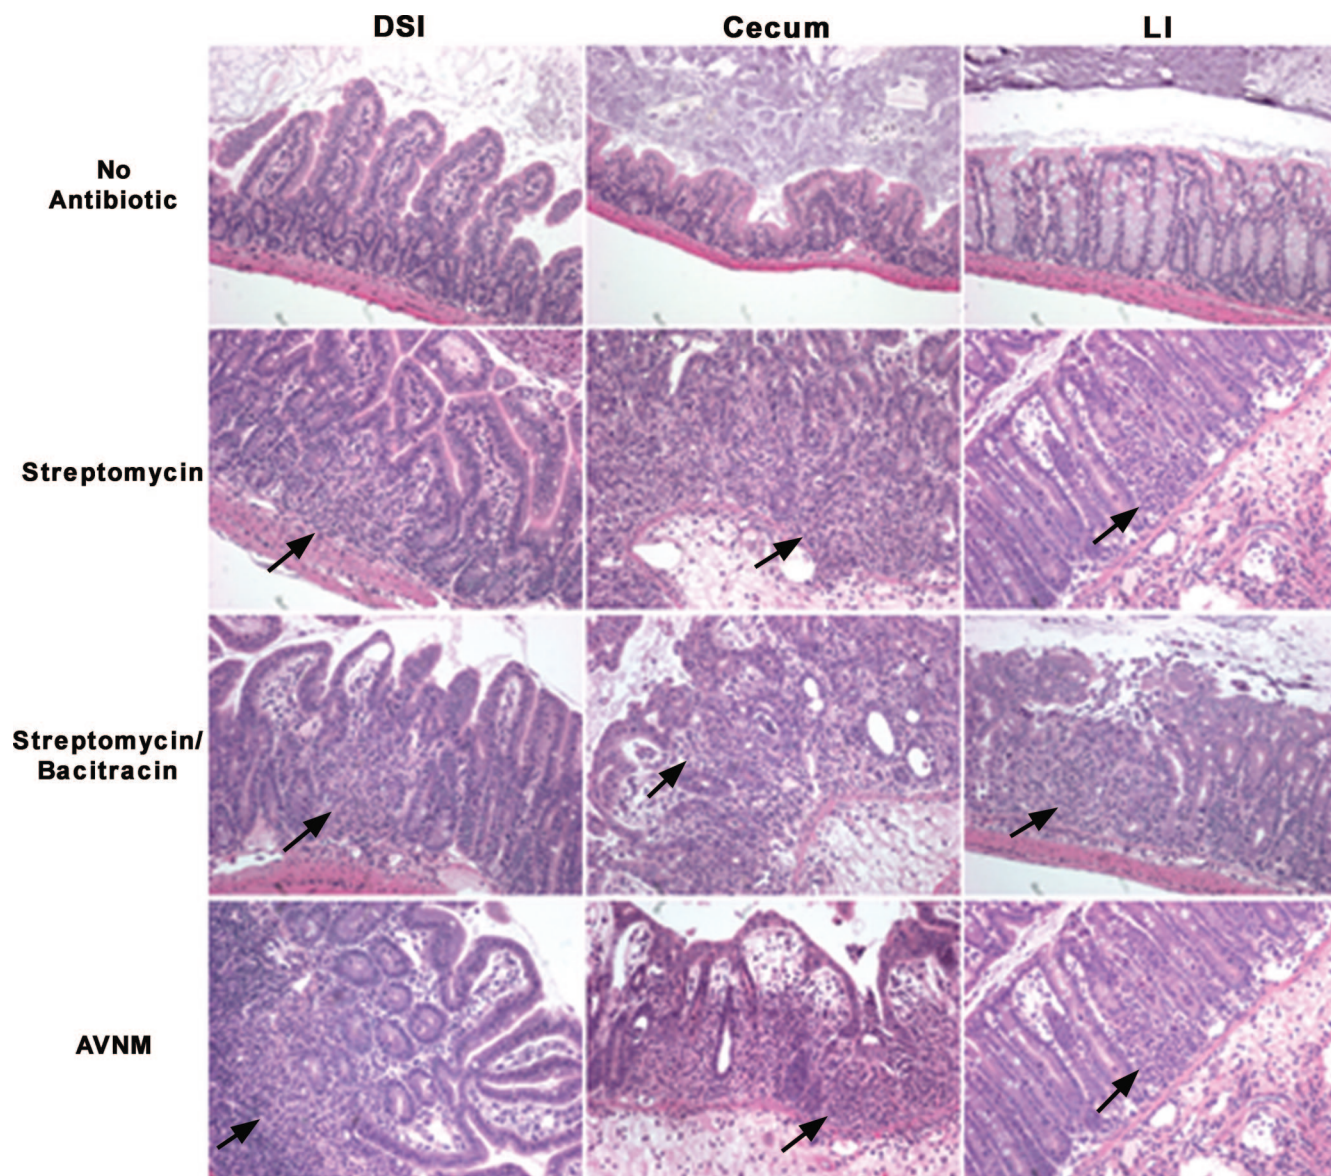 DSI
Cecum
LI
No
Antibiotic
Streptomycin
Streptomycin/
Bacitracin
AVNM